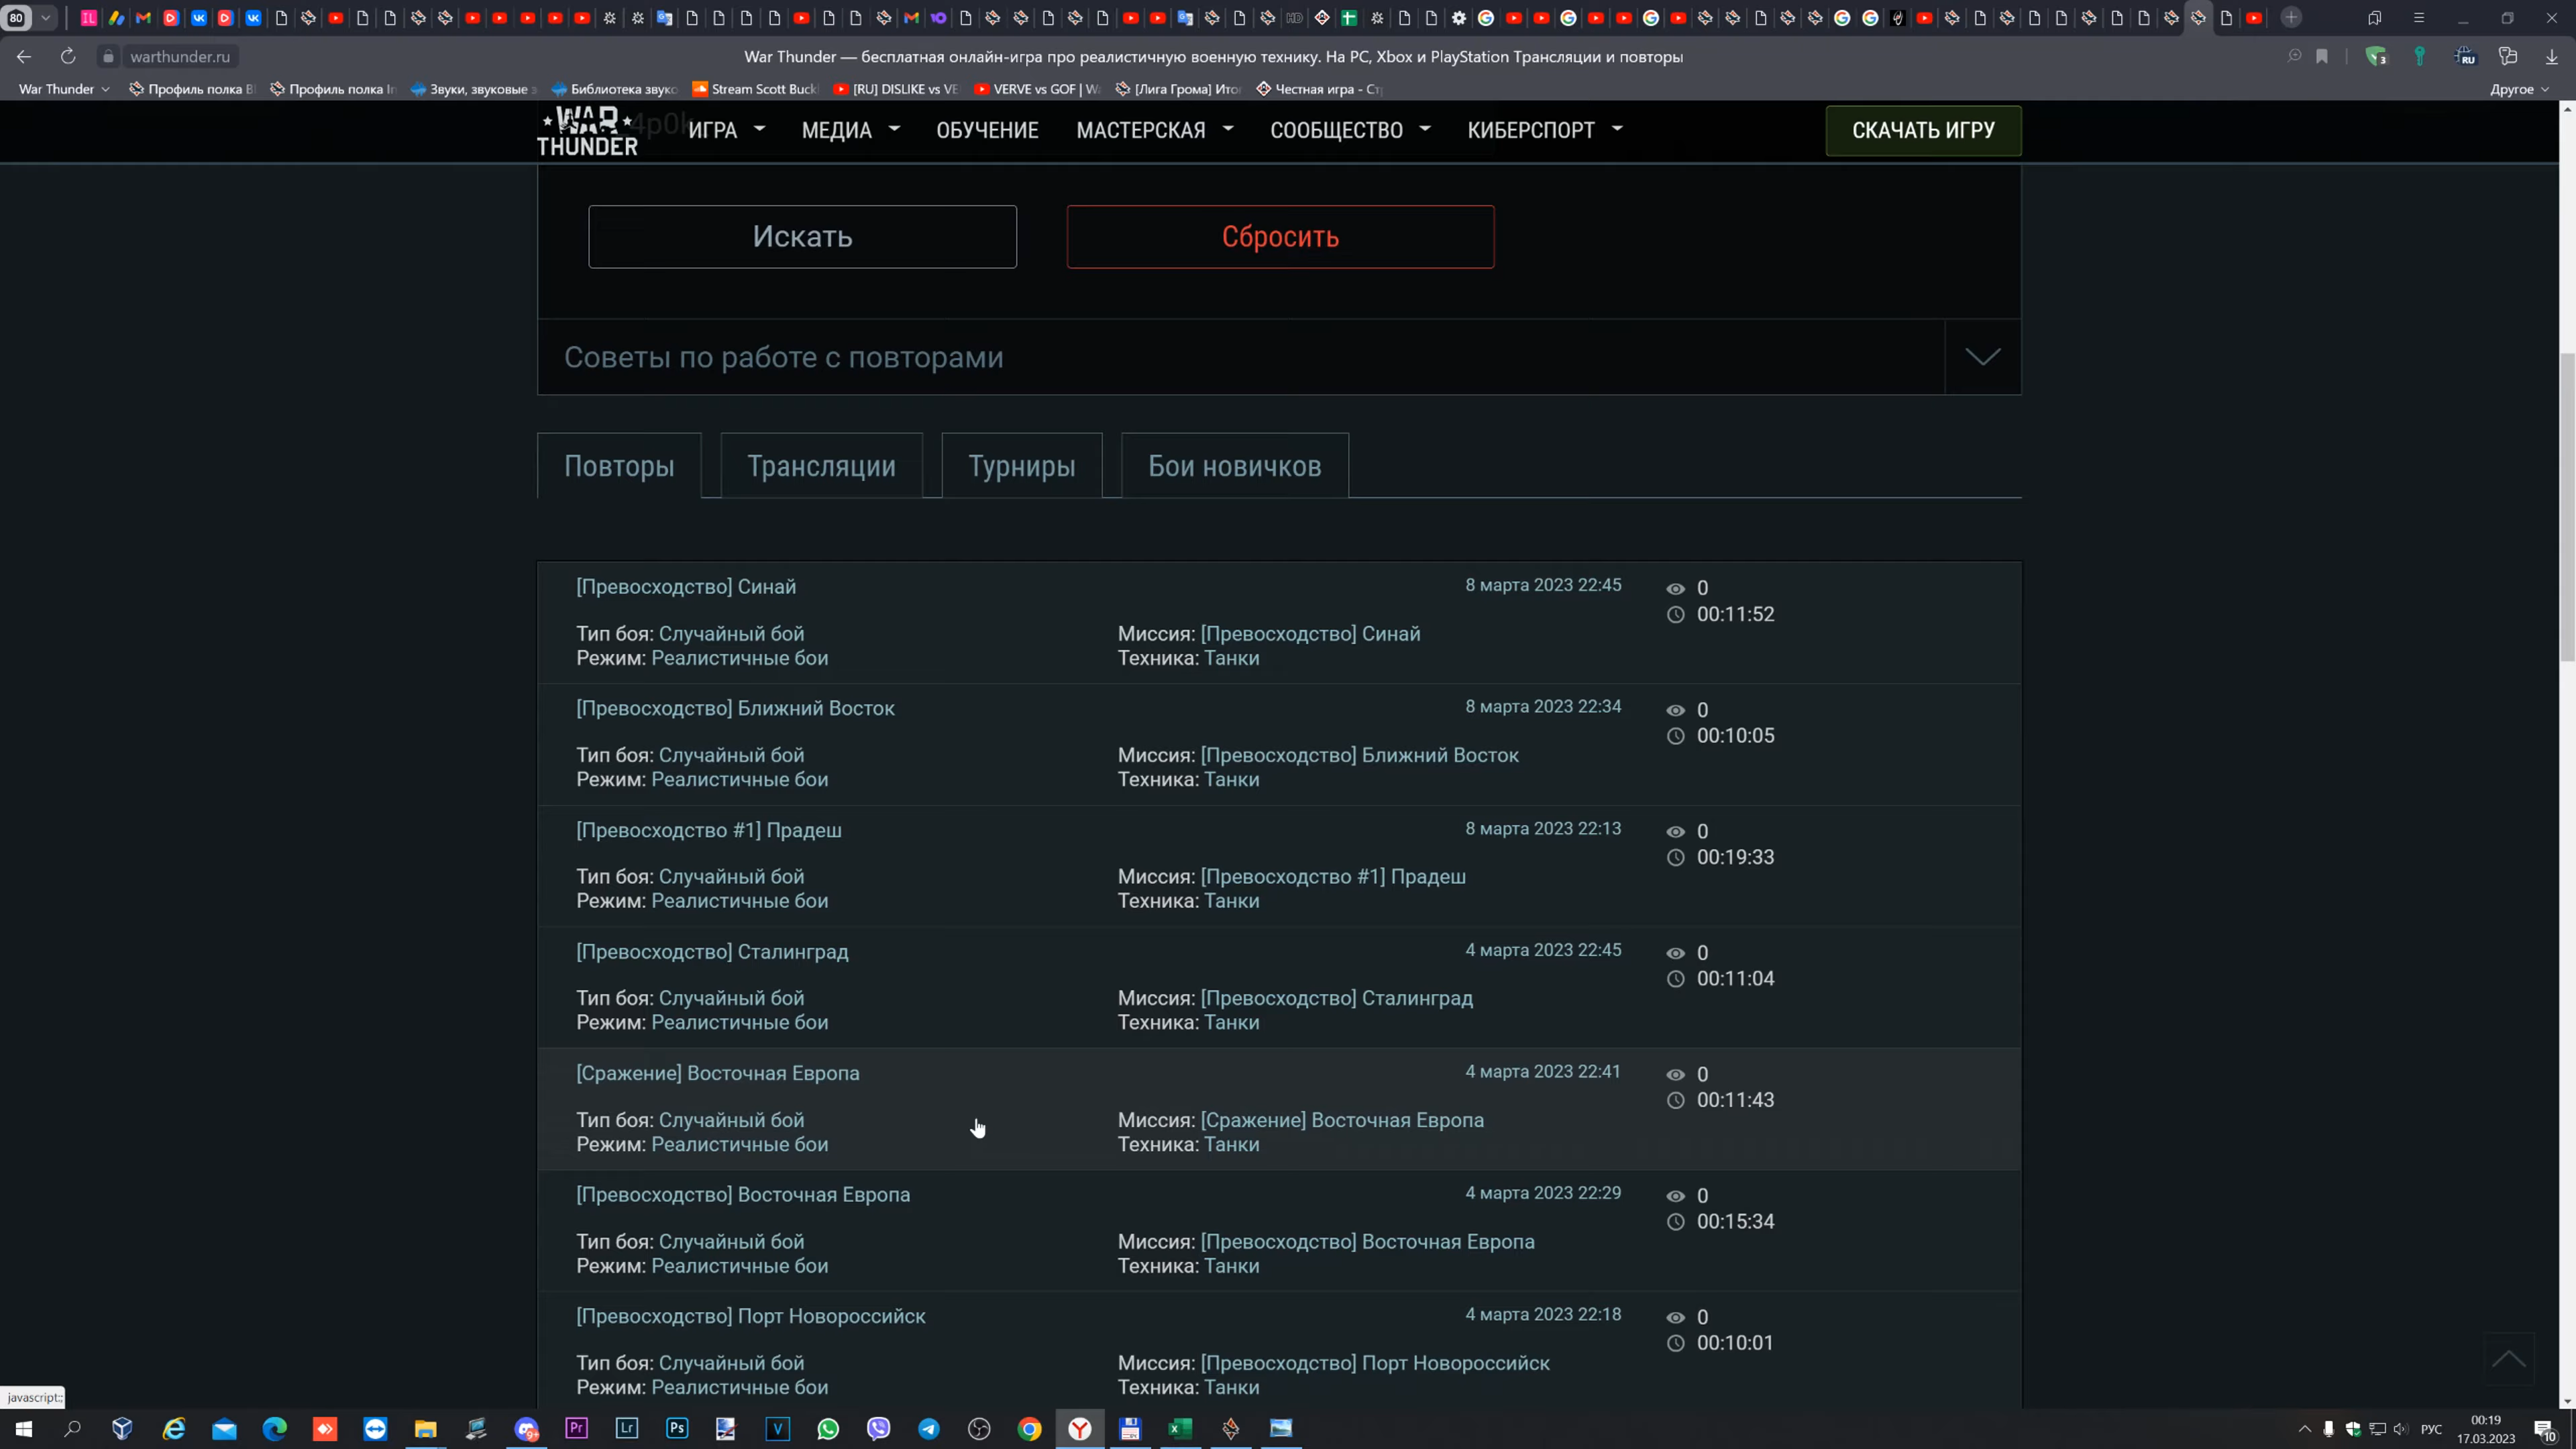 80
warthunder.ru
War Thunder — бесплатная онлайн-игра про реалистичную военную технику. На PC, Xbox и PlayStation Трансляции и повторы
3
RU
War Thunder
Профиль полка
Профиль полка
Звуки, звуковые
Библиотека звуко
Stream Scott Buck
[RU] DISLIKE vs VE
VERVE vs GOF | W
[Лига Грома] Ито
Честная игра - Ст
Другое
WAR THUNDER
4p0k
ИГРА
МЕДИА
ОБУЧЕНИЕ
МАСТЕРСКАЯ
СООБЩЕСТВО
КИБЕРСПОРТ
СКАЧАТЬ ИГРУ
Искать
Сбросить
Советы по работе с повторами
Повторы
Трансляции
Турниры
Бои новичков
[Превосходство] Синай
8 марта 2023 22:45
0
00:11:52
Тип боя: Случайный бой
Миссия: [Превосходство] Синай
Режим: Реалистичные бои
Техника: Танки
[Превосходство] Ближний Восток
8 марта 2023 22:34
0
00:10:05
Тип боя: Случайный бой
Миссия: [Превосходство] Ближний Восток
Режим: Реалистичные бои
Техника: Танки
[Превосходство #1] Прадеш
8 марта 2023 22:13
0
00:19:33
Тип боя: Случайный бой
Миссия: [Превосходство #1] Прадеш
Режим: Реалистичные бои
Техника: Танки
[Превосходство] Сталинград
4 марта 2023 22:45
0
00:11:04
Тип боя: Случайный бой
Миссия: [Превосходство] Сталинград
Режим: Реалистичные бои
Техника: Танки
[Сражение] Восточная Европа
4 марта 2023 22:41
0
00:11:43
Тип боя: Случайный бой
Миссия: [Сражение] Восточная Европа
Режим: Реалистичные бои
Техника: Танки
[Превосходство] Восточная Европа
4 марта 2023 22:29
0
00:15:34
Тип боя: Случайный бой
Миссия: [Превосходство] Восточная Европа
Режим: Реалистичные бои
Техника: Танки
[Превосходство] Порт Новороссийск
4 марта 2023 22:18
0
00:10:01
Тип боя: Случайный бой
Миссия: [Превосходство] Порт Новороссийск
Режим: Реалистичные бои
Техника: Танки
javascript:;
Pr
Lr
Ps
V
РУС
00:19
17.03.2023
10